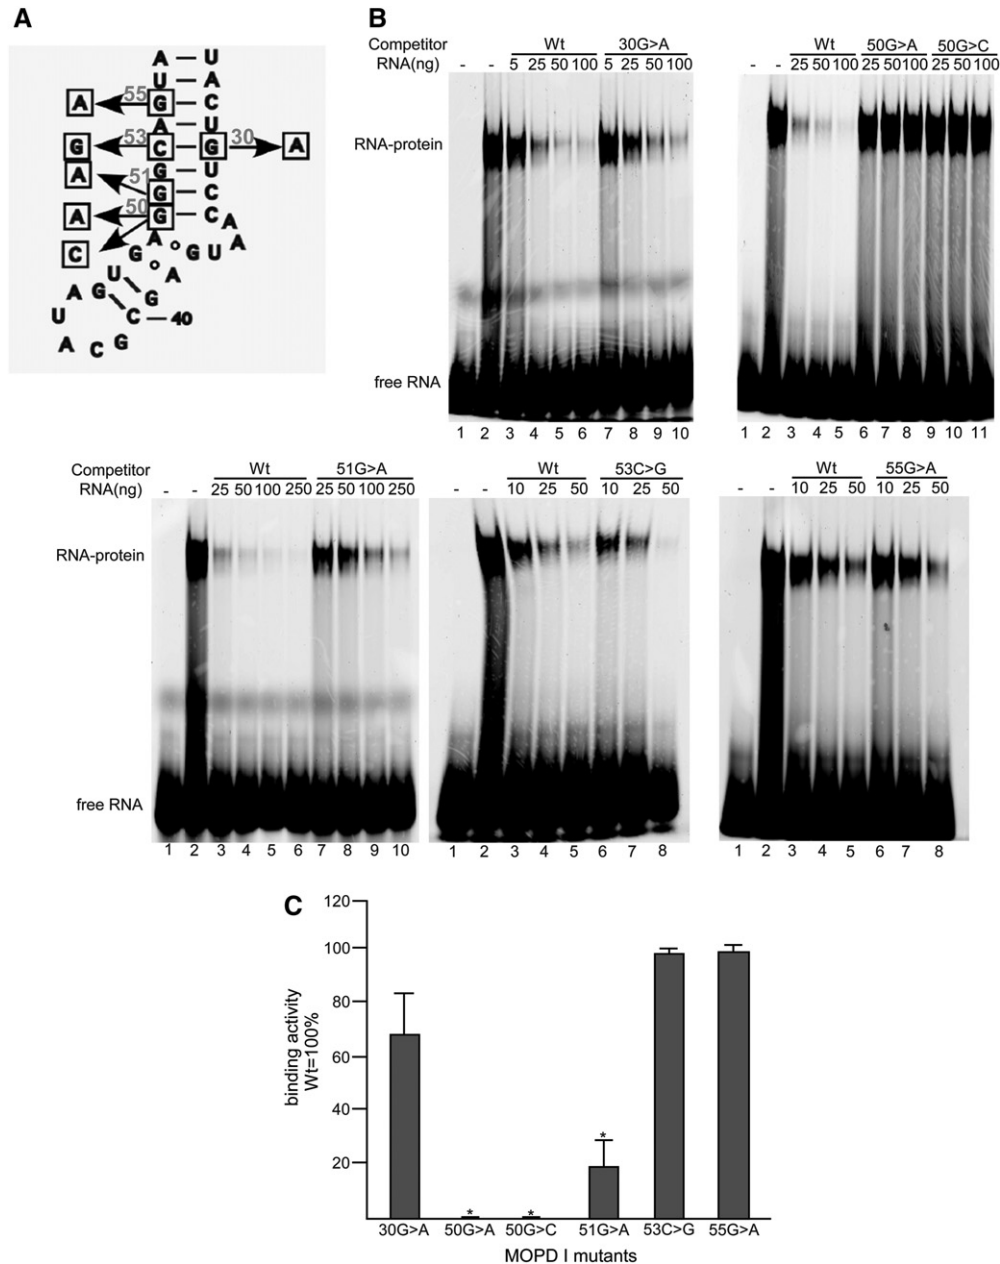 A
A U
U A
A 55 G C
A U
G 53 C G 30 A
G U
A 51 G C
A 50 G C A
C A G U A
G A
U G
A G C 40
U
A C G
B
Competitor Wt 30G>A
RNA(ng) - - 5 25 50 100 5 25 50 100
RNA-protein
free RNA
1 2 3 4 5 6 7 8 9 10
Wt 50G>A 50G>C
- - 25 50 100 25 50 100 25 50 100
1 2 3 4 5 6 7 8 9 10 11
Competitor Wt 51G>A
RNA(ng) - - 25 50 100 250 25 50 100 250
RNA-protein
free RNA
1 2 3 4 5 6 7 8 9 10
Wt 53C>G
- - 10 25 50 10 25 50
1 2 3 4 5 6 7 8
Wt 55G>A
- - 10 25 50 10 25 50
1 2 3 4 5 6 7 8
C
binding activity
Wt=100%
120
100
80
60
40
20
* * *
30G>A 50G>A 50G>C 51G>A 53C>G 55G>A
MOPD I mutants